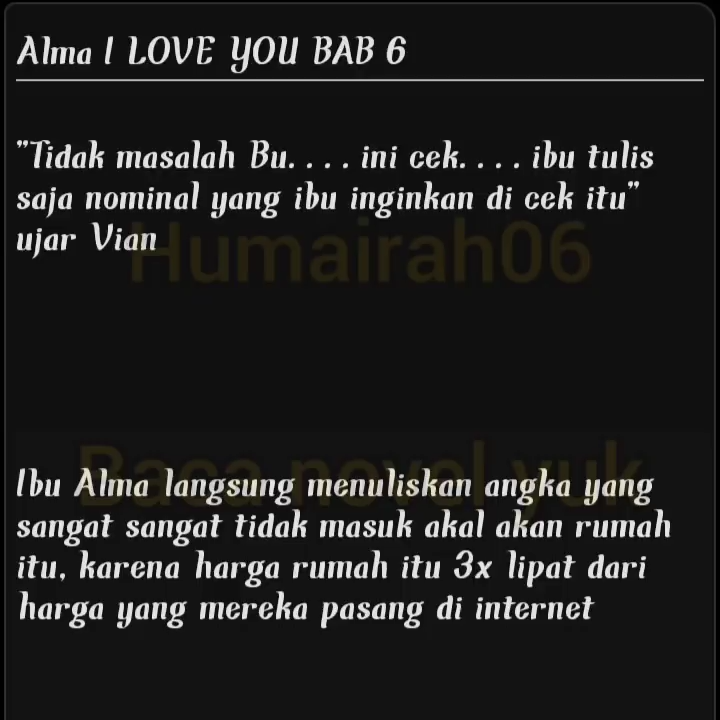 Alma I LOVE YOU BAB 6
"Tidak masalah Bu. . . . ini cek. . . . ibu tulis
saja nominal yang ibu inginkan di cek itu"
ujar Vian
Humairah06
Baca novel yuk
Ibu Alma langsung menuliskan angka yang
sangat sangat tidak masuk akal akan rumah
itu, karena harga rumah itu 3x lipat dari
harga yang mereka pasang di internet